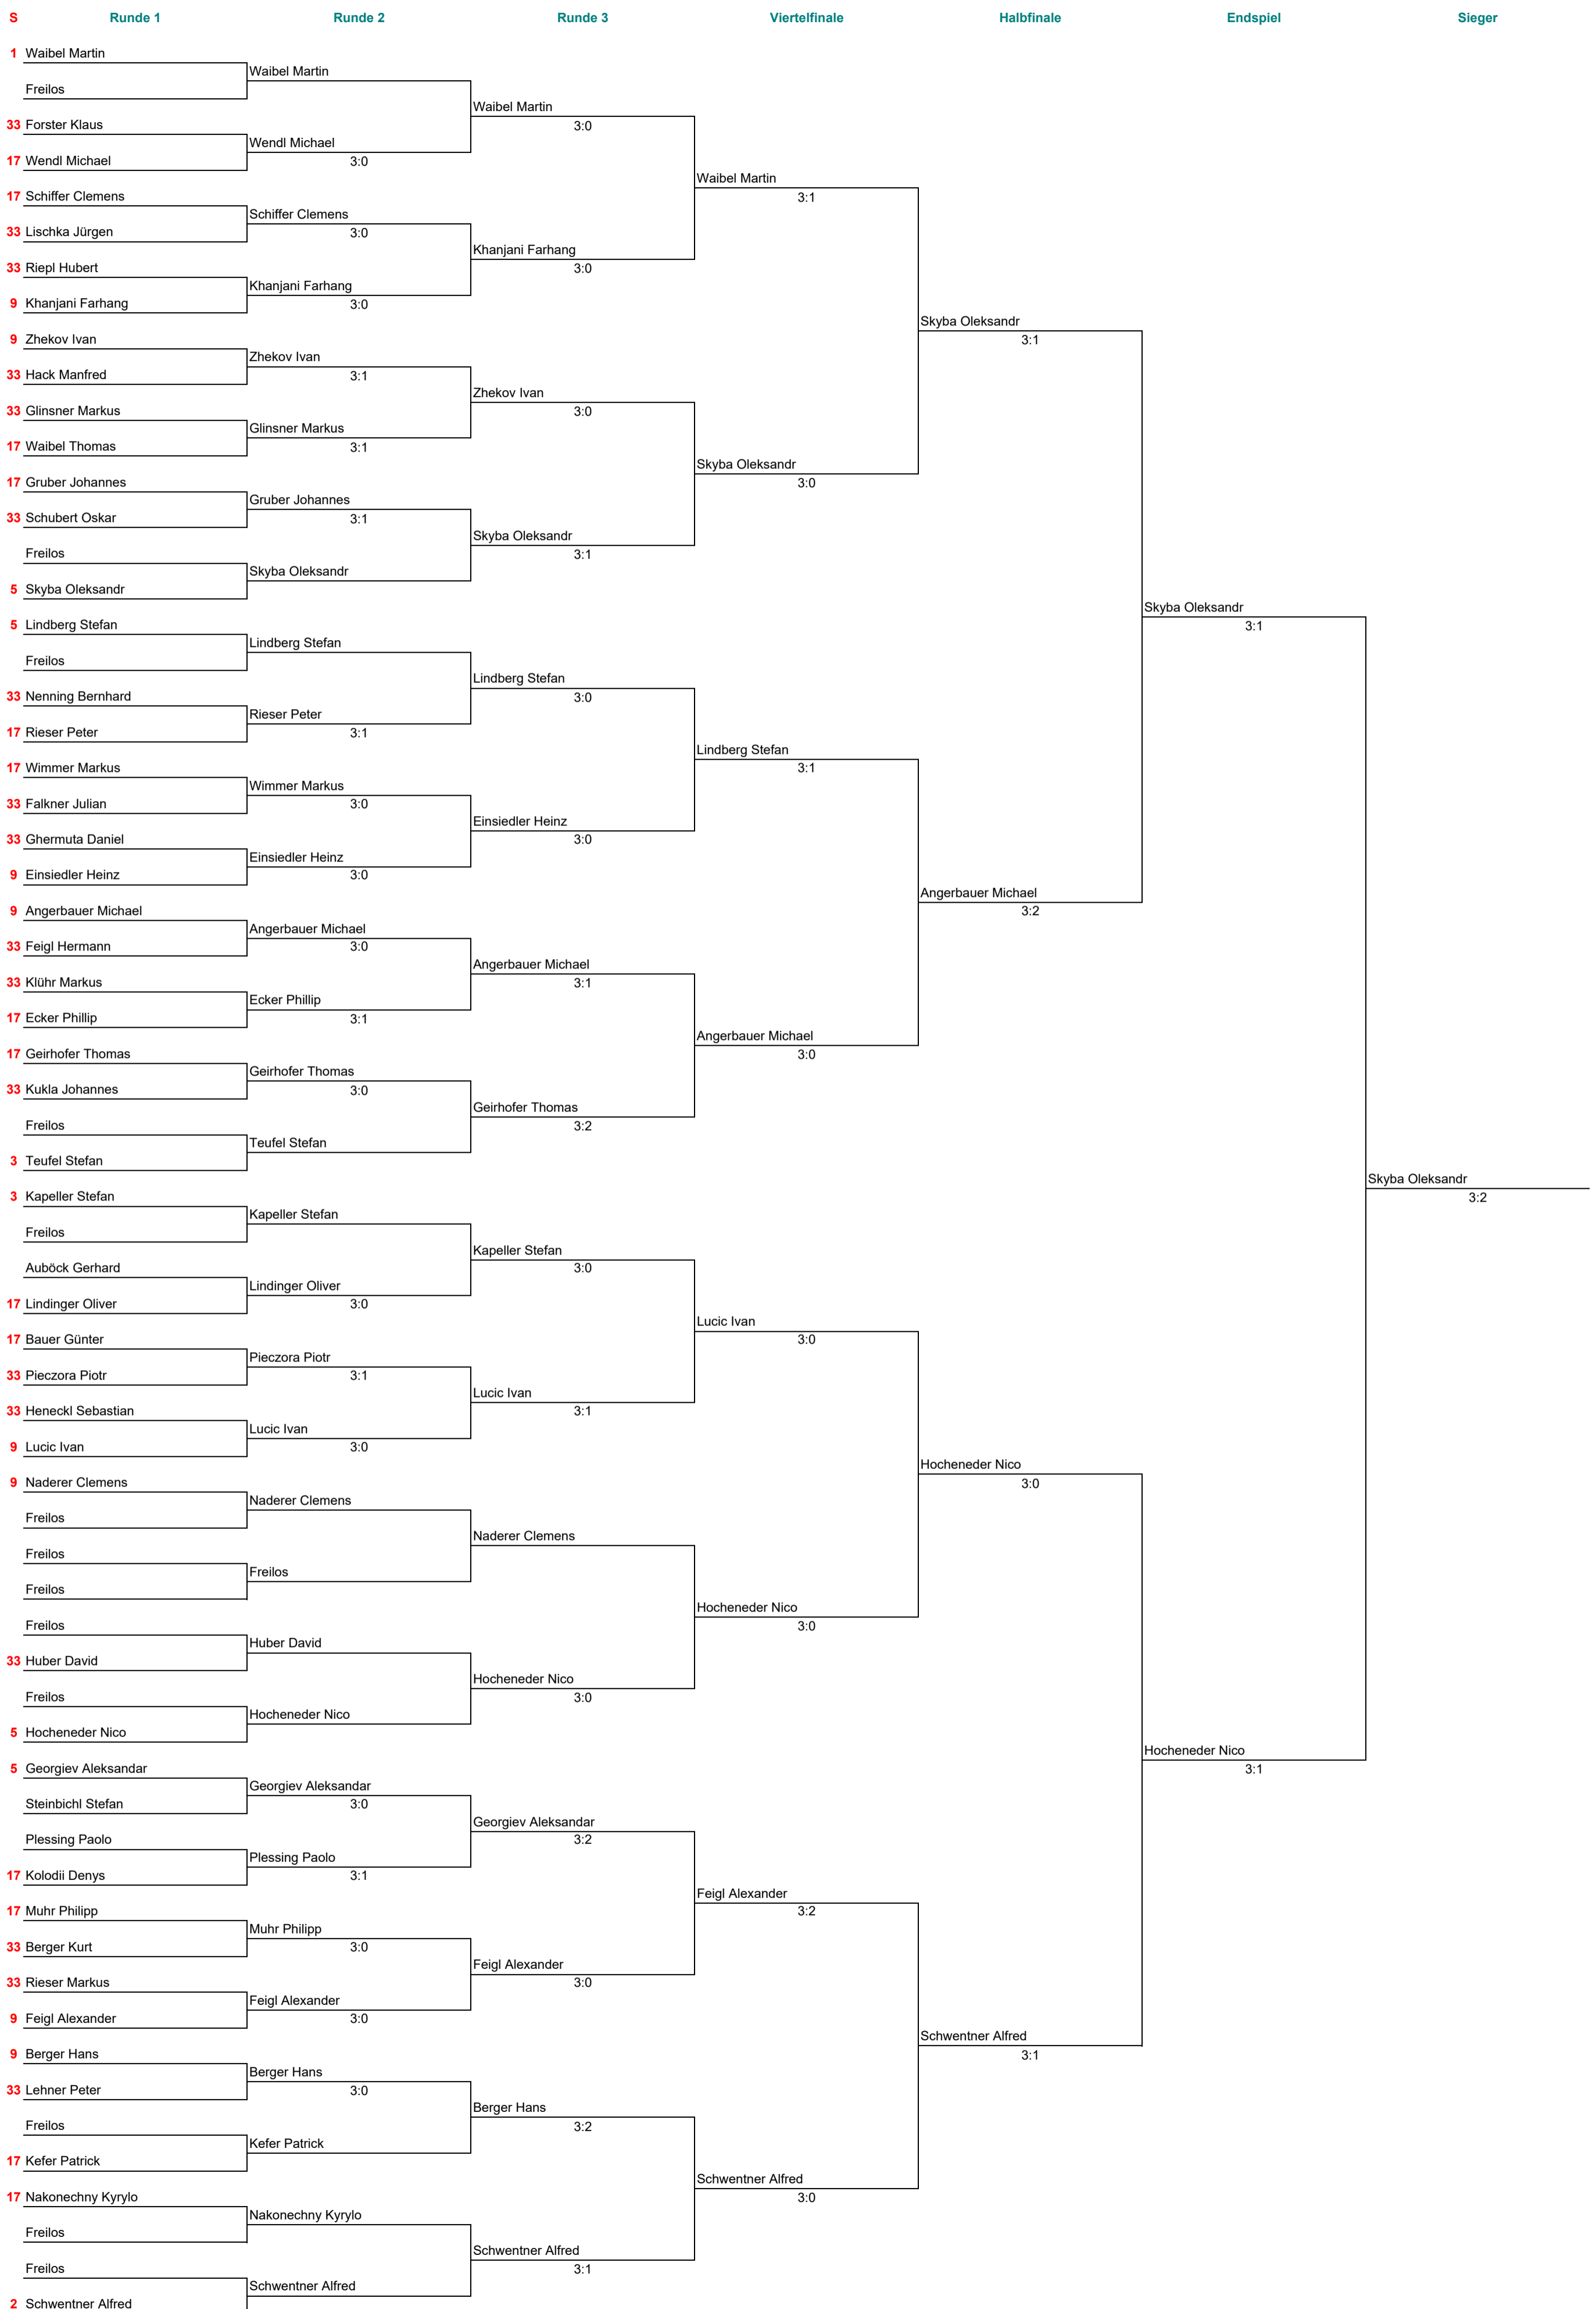 S Runde 1 Runde 2 Runde 3 Viertelfinale Halbfinale Endspiel Sieger
1 Waibel Martin
Waibel Martin
Freilos
Waibel Martin
33 Forster Klaus 3:0
Wendl Michael
17 Wendl Michael 3:0
Waibel Martin
17 Schiffer Clemens 3:1
Schiffer Clemens
33 Lischka Jürgen 3:0
Khanjani Farhang
33 Riepl Hubert 3:0
Khanjani Farhang
9 Khanjani Farhang 3:0
Skyba Oleksandr
9 Zhekov Ivan 3:1
Zhekov Ivan
33 Hack Manfred 3:1
Zhekov Ivan
33 Glinsner Markus 3:0
Glinsner Markus
17 Waibel Thomas 3:1
Skyba Oleksandr
17 Gruber Johannes 3:0
Gruber Johannes
33 Schubert Oskar 3:1
Skyba Oleksandr
Freilos 3:1
Skyba Oleksandr
5 Skyba Oleksandr
Skyba Oleksandr
5 Lindberg Stefan 3:1
Lindberg Stefan
Freilos
Lindberg Stefan
33 Nenning Bernhard 3:0
Rieser Peter
17 Rieser Peter 3:1
Lindberg Stefan
17 Wimmer Markus 3:1
Wimmer Markus
33 Falkner Julian 3:0
Einsiedler Heinz
33 Ghermuta Daniel 3:0
Einsiedler Heinz
9 Einsiedler Heinz 3:0
Angerbauer Michael
9 Angerbauer Michael 3:2
Angerbauer Michael
33 Feigl Hermann 3:0
Angerbauer Michael
33 Klühr Markus 3:1
Ecker Phillip
17 Ecker Phillip 3:1
Angerbauer Michael
17 Geirhofer Thomas 3:0
Geirhofer Thomas
33 Kukla Johannes 3:0
Geirhofer Thomas
Freilos 3:2
Teufel Stefan
3 Teufel Stefan
Skyba Oleksandr
3 Kapeller Stefan 3:2
Kapeller Stefan
Freilos
Kapeller Stefan
Auböck Gerhard 3:0
Lindinger Oliver
17 Lindinger Oliver 3:0
Lucic Ivan
17 Bauer Günter 3:0
Pieczora Piotr
33 Pieczora Piotr 3:1
Lucic Ivan
33 Heneckl Sebastian 3:1
Lucic Ivan
9 Lucic Ivan 3:0
Hocheneder Nico
9 Naderer Clemens 3:0
Naderer Clemens
Freilos
Naderer Clemens
Freilos
Freilos
Freilos
Hocheneder Nico
Freilos 3:0
Huber David
33 Huber David
Hocheneder Nico
Freilos 3:0
Hocheneder Nico
5 Hocheneder Nico
Hocheneder Nico
5 Georgiev Aleksandar 3:1
Georgiev Aleksandar
Steinbichl Stefan 3:0
Georgiev Aleksandar
Plessing Paolo 3:2
Plessing Paolo
17 Kolodii Denys 3:1
Feigl Alexander
17 Muhr Philipp 3:2
Muhr Philipp
33 Berger Kurt 3:0
Feigl Alexander
33 Rieser Markus 3:0
Feigl Alexander
9 Feigl Alexander 3:0
Schwentner Alfred
9 Berger Hans 3:1
Berger Hans
33 Lehner Peter 3:0
Berger Hans
Freilos 3:2
Kefer Patrick
17 Kefer Patrick
Schwentner Alfred
17 Nakonechny Kyrylo 3:0
Nakonechny Kyrylo
Freilos
Schwentner Alfred
Freilos 3:1
Schwentner Alfred
2 Schwentner Alfred